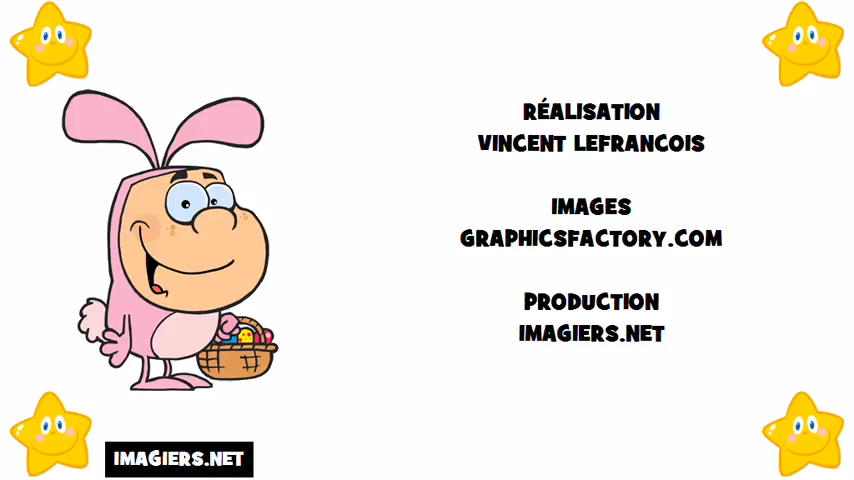 RÉALISATION
VINCENT LEFRANCOIS
IMAGES
GRAPHICSFACTORY.COM
PRODUCTION
IMAGIERS.NET
IMAGIERS.NET